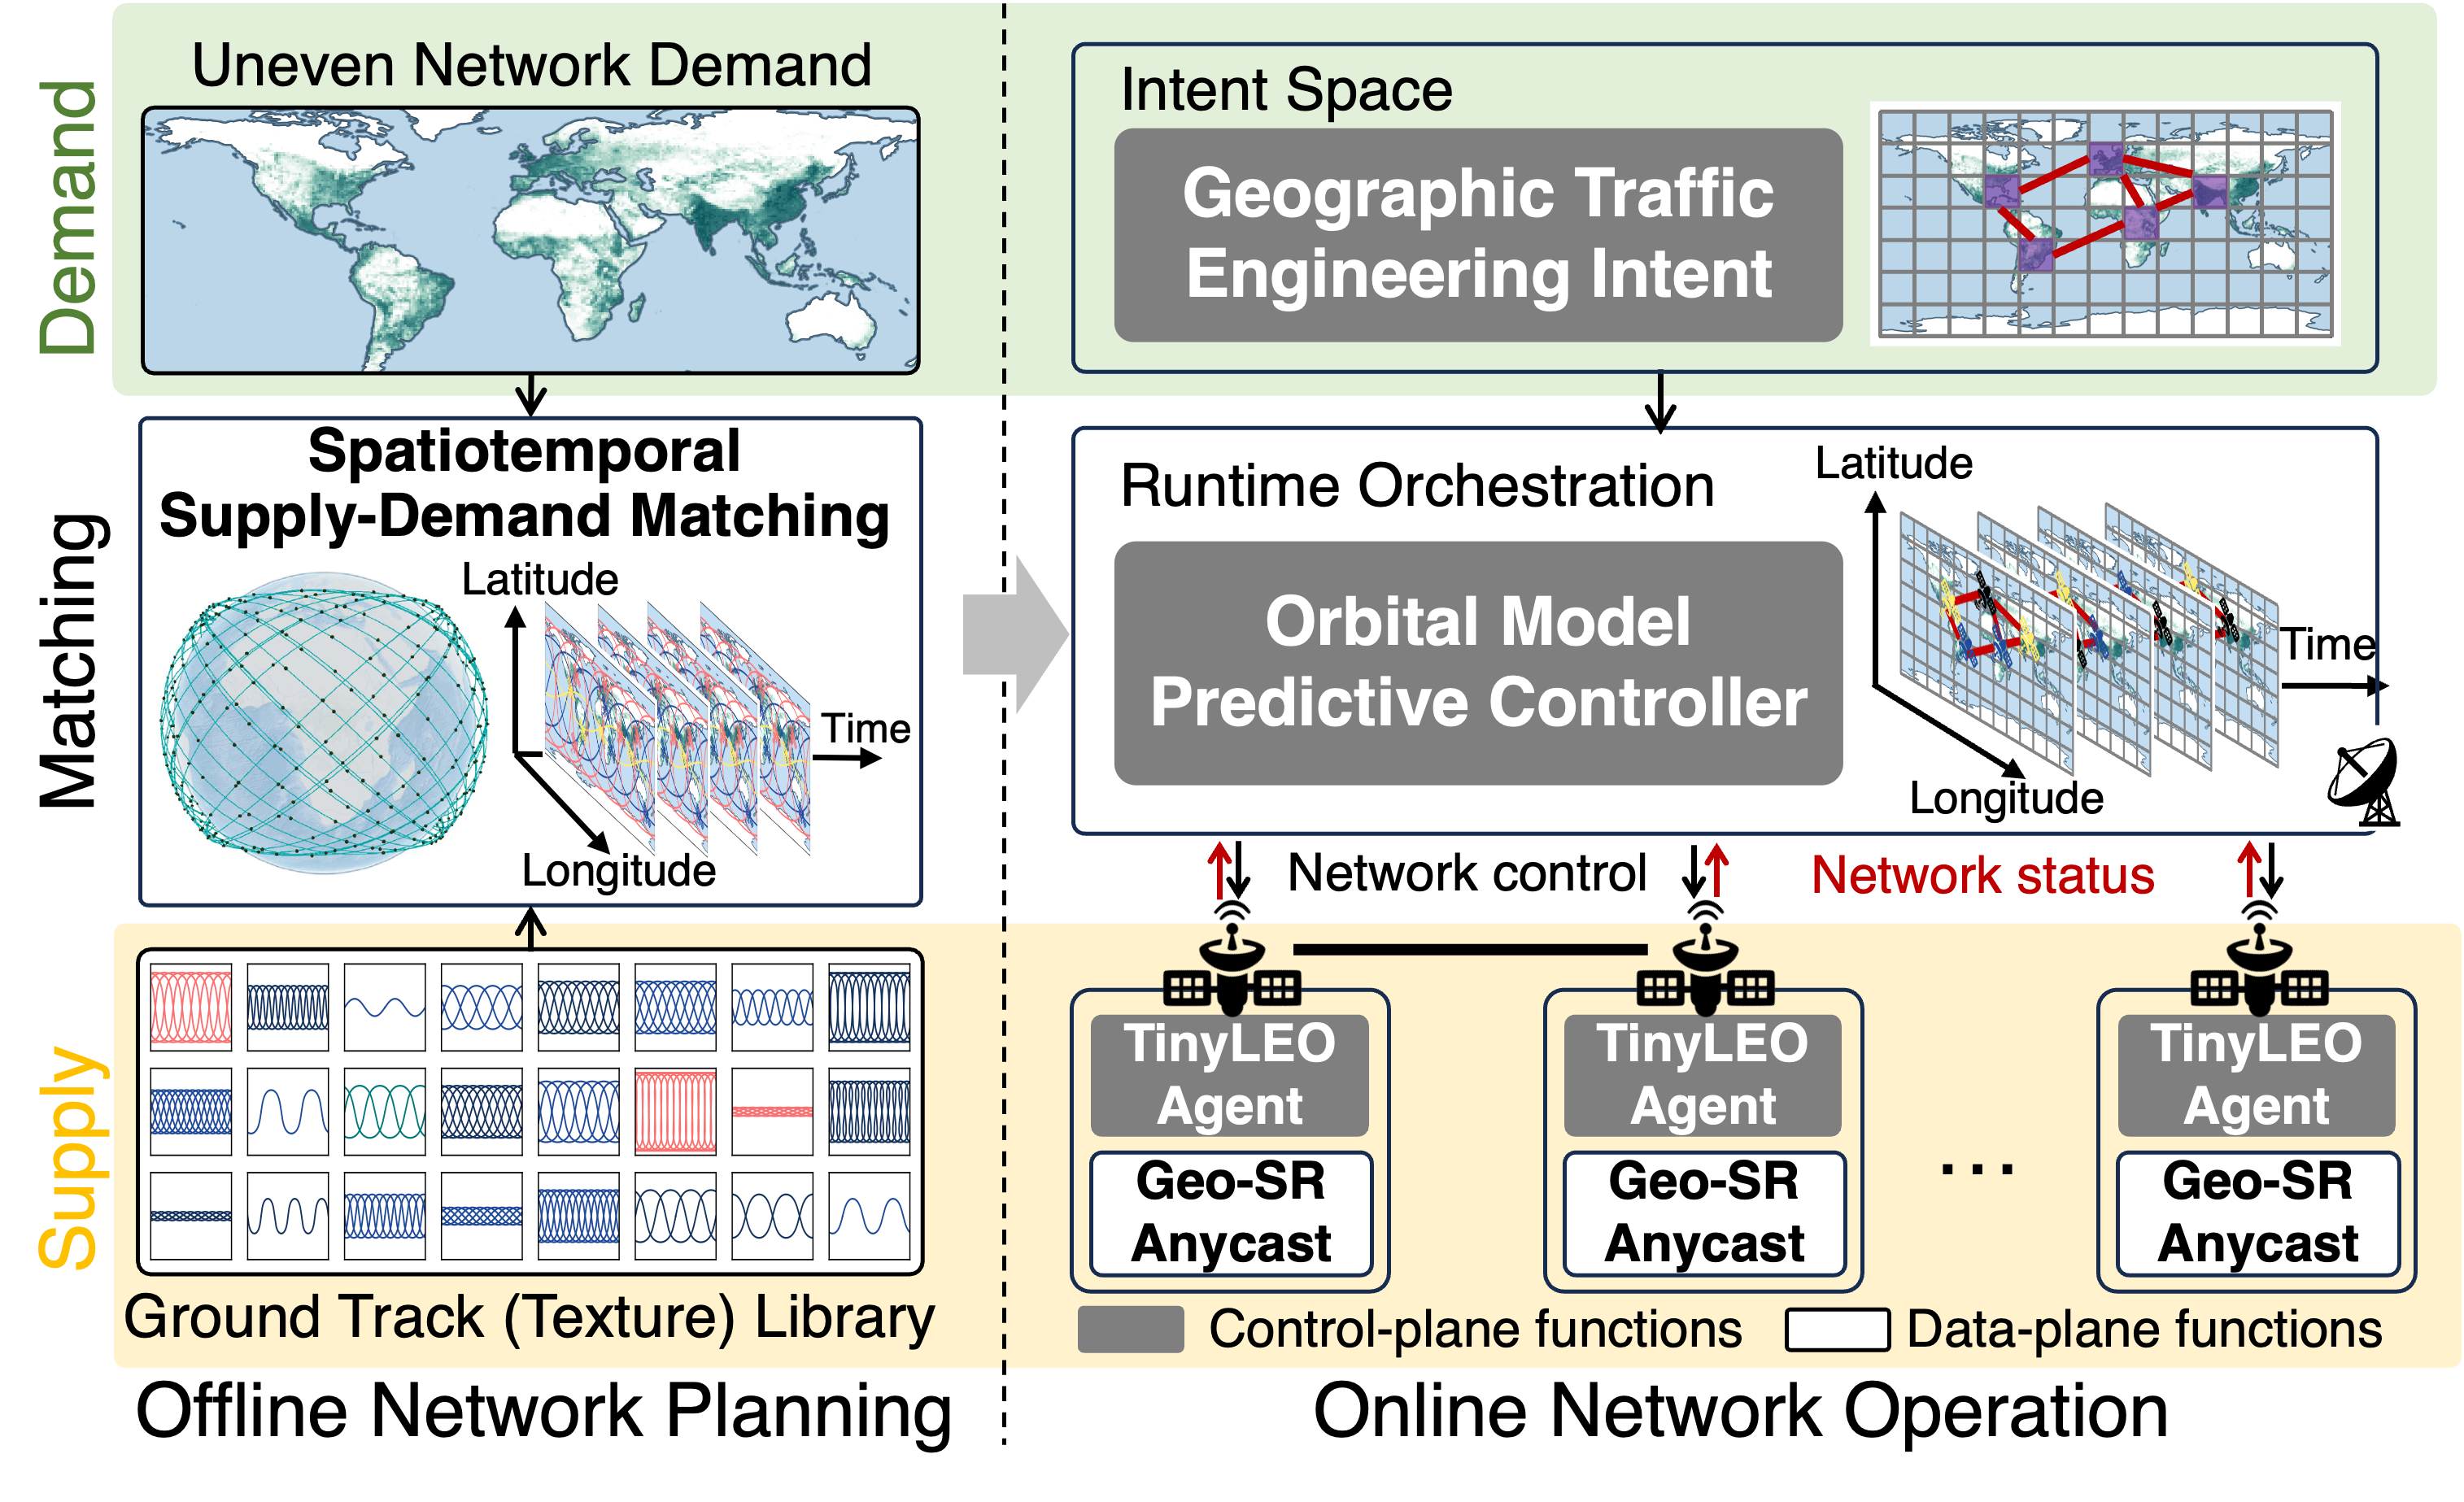 Demand
Uneven Network Demand
Matching
Spatiotemporal
Supply-Demand Matching
Latitude
Time
Longitude
Supply
Ground Track (Texture) Library
Offline Network Planning
Intent Space
Geographic Traffic
Engineering Intent
Runtime Orchestration
Orbital Model
Predictive Controller
Latitude
Time
Longitude
Network control
Network status
TinyLEO
Agent
Geo-SR
Anycast
TinyLEO
Agent
Geo-SR
Anycast
...
TinyLEO
Agent
Geo-SR
Anycast
Control-plane functions
Data-plane functions
Online Network Operation